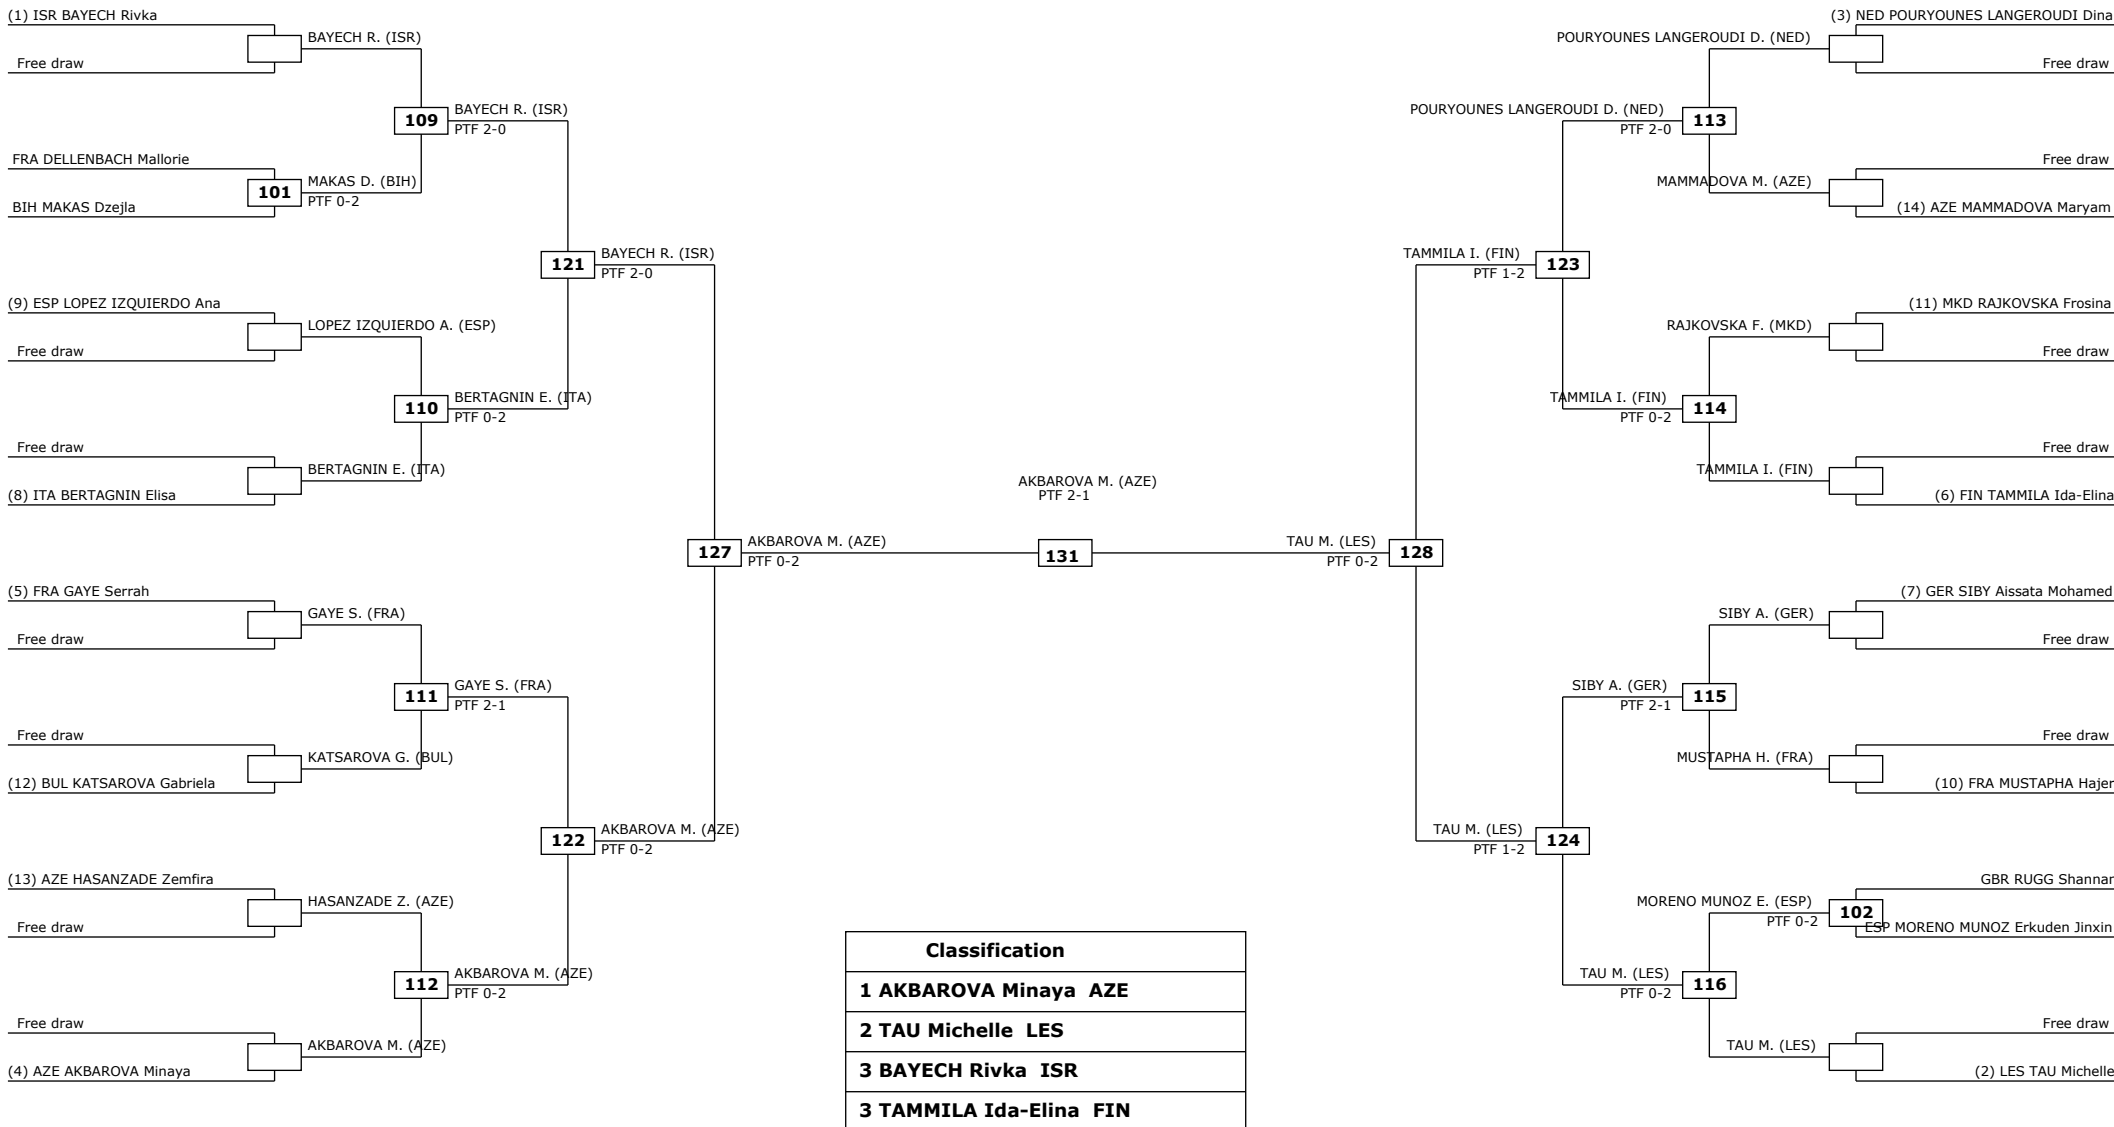 (1) ISR BAYECH Rivka
Free draw
BAYECH R. (ISR)
FRA DELLENBACH Mallorie
BIH MAKAS Dzejla
101
MAKAS D. (BIH)
PTF 0-2
109
BAYECH R. (ISR)
PTF 2-0
(9) ESP LOPEZ IZQUIERDO Ana
Free draw
LOPEZ IZQUIERDO A. (ESP)
Free draw
(8) ITA BERTAGNIN Elisa
BERTAGNIN E. (ITA)
110
BERTAGNIN E. (ITA)
PTF 0-2
121
BAYECH R. (ISR)
PTF 2-0
(5) FRA GAYE Serrah
Free draw
GAYE S. (FRA)
Free draw
(12) BUL KATSAROVA Gabriela
KATSAROVA G. (BUL)
111
GAYE S. (FRA)
PTF 2-1
(13) AZE HASANZADE Zemfira
Free draw
HASANZADE Z. (AZE)
Free draw
(4) AZE AKBAROVA Minaya
AKBAROVA M. (AZE)
112
AKBAROVA M. (AZE)
PTF 0-2
122
AKBAROVA M. (AZE)
PTF 0-2
127
AKBAROVA M. (AZE)
PTF 0-2
AKBAROVA M. (AZE)
PTF 2-1
131
TAU M. (LES)
PTF 0-2
128
(3) NED POURYOUNES LANGEROUDI Dina
Free draw
POURYOUNES LANGEROUDI D. (NED)
Free draw
(14) AZE MAMMADOVA Maryam
MAMMADOVA M. (AZE)
POURYOUNES LANGEROUDI D. (NED)
PTF 2-0
113
(11) MKD RAJKOVSKA Frosina
Free draw
RAJKOVSKA F. (MKD)
Free draw
(6) FIN TAMMILA Ida-Elina
TAMMILA I. (FIN)
TAMMILA I. (FIN)
PTF 0-2
114
TAMMILA I. (FIN)
PTF 1-2
123
(7) GER SIBY Aissata Mohamed
Free draw
SIBY A. (GER)
Free draw
(10) FRA MUSTAPHA Hajer
MUSTAPHA H. (FRA)
SIBY A. (GER)
PTF 2-1
115
GBR RUGG Shannar
ESP MORENO MUNOZ Erkuden Jinxin
102
MORENO MUNOZ E. (ESP)
PTF 0-2
Free draw
(2) LES TAU Michelle
TAU M. (LES)
TAU M. (LES)
PTF 0-2
116
TAU M. (LES)
PTF 1-2
124
Classification
1 AKBAROVA Minaya AZE
2 TAU Michelle LES
3 BAYECH Rivka ISR
3 TAMMILA Ida-Elina FIN